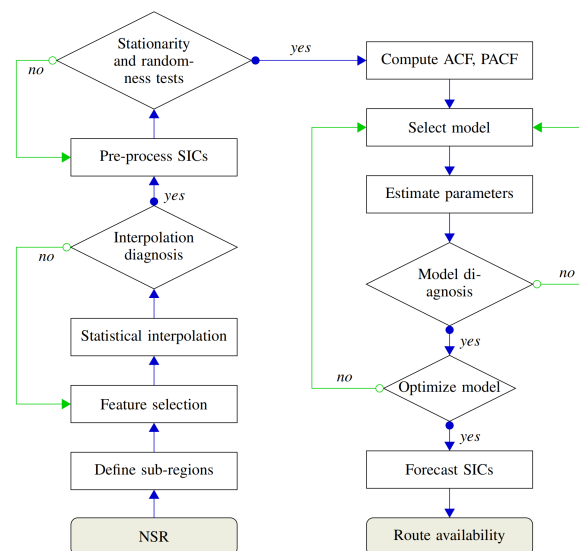 Stationarity
and random-
ness tests
yes
no
Compute ACF, PACF
Select model
Pre-process SICs
yes
Estimate parameters
Interpolation
diagnosis
no
Model di-
agnosis
no
yes
Statistical interpolation
no
Optimize model
Feature selection
yes
Define sub-regions
Forecast SICs
NSR
Route availability